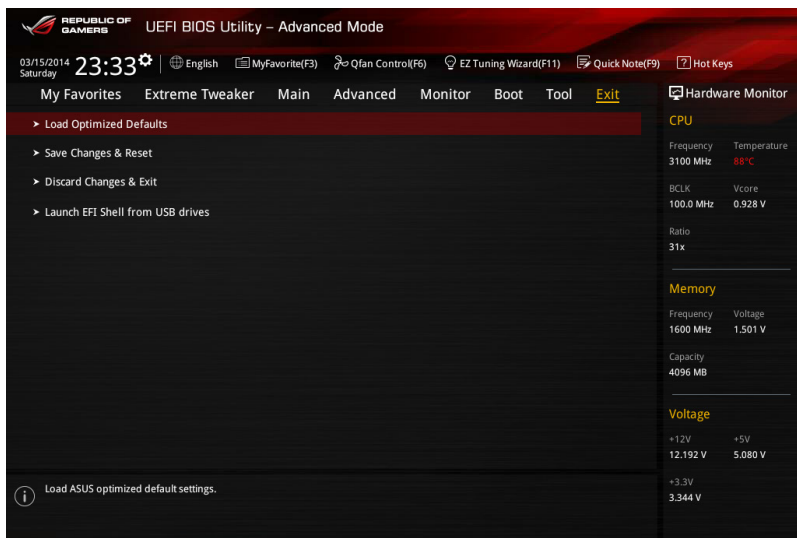 REPUBLIC OF
GAMERS
UEFI BIOS Utility – Advanced Mode
03/15/2014
Saturday
23:33
English
MyFavorite(F3)
Qfan Control(F6)
EZ Tuning Wizard(F11)
Quick Note(F9)
? Hot Keys
My Favorites Extreme Tweaker Main Advanced Monitor Boot Tool Exit
Load Optimized Defaults
Save Changes & Reset
Discard Changes & Exit
Launch EFI Shell from USB drives
Load ASUS optimized default settings.
Hardware Monitor
CPU
Frequency Temperature
3100 MHz 88°C
BCLK Vcore
100.0 MHz 0.928 V
Ratio
31x
Memory
Frequency Voltage
1600 MHz 1.501 V
Capacity
4096 MB
Voltage
+12V +5V
12.192 V 5.080 V
+3.3V
3.344 V